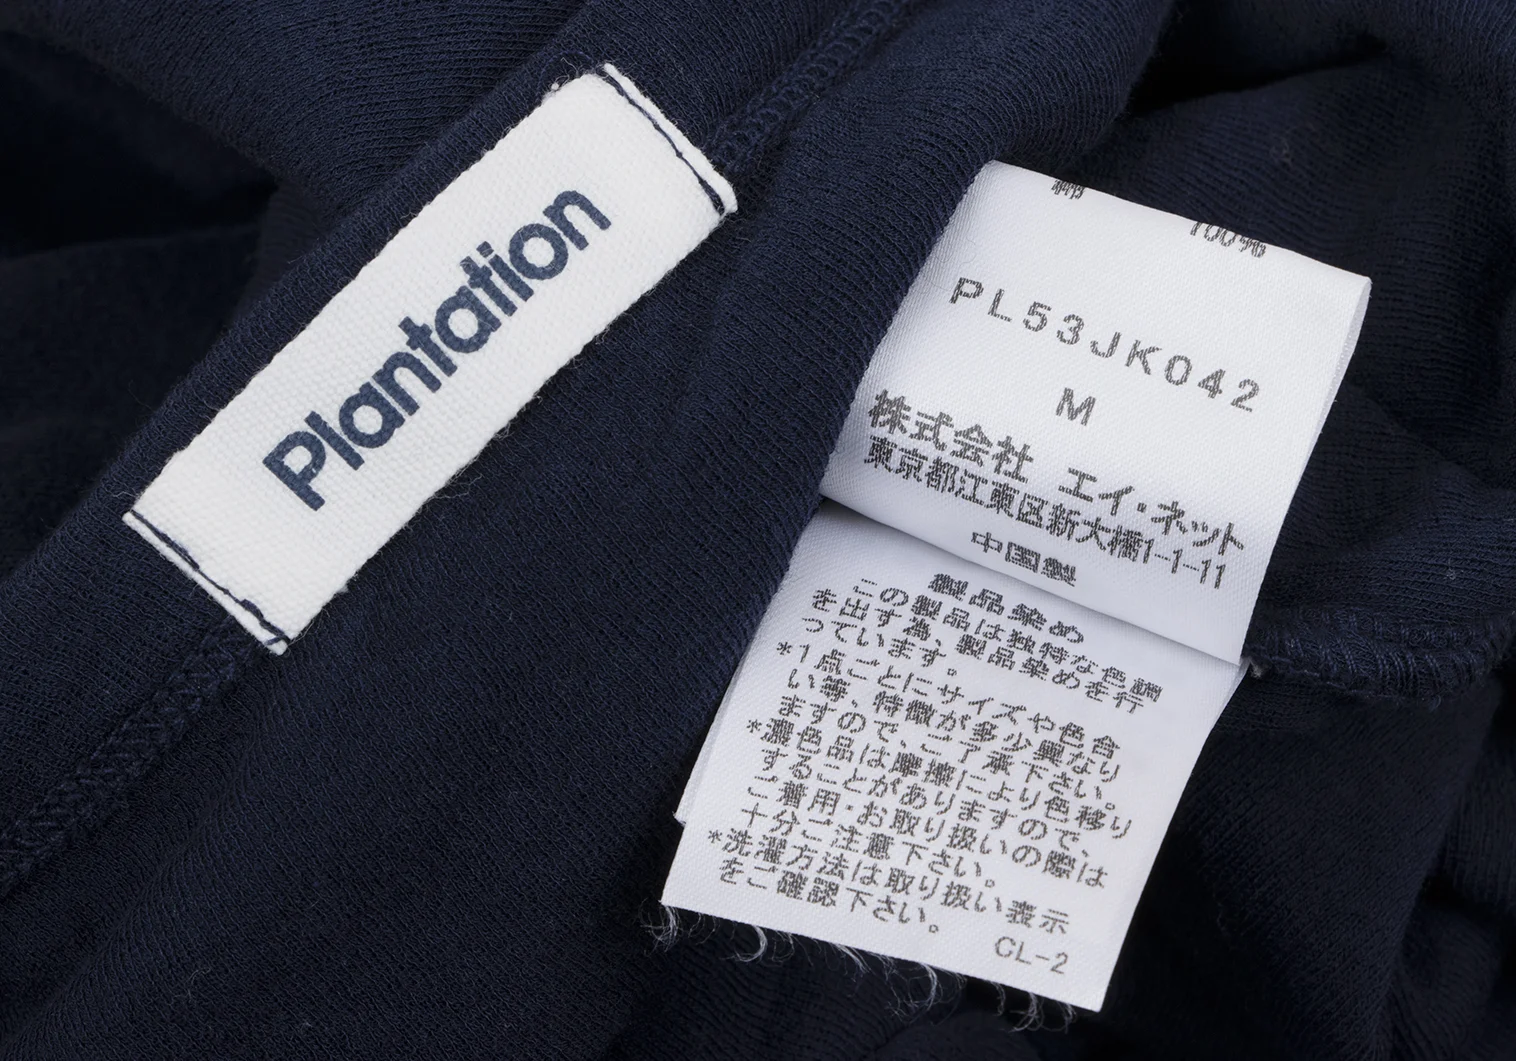 Plantation
綿
100%
PL53JK042
M
株式会社 エイ・ネット
東京都江東区新大橋1-1-11
中国製
製品染め
この製品は独特な色調
を出す為、製品染めを行
っています。
*1点ごとにサイズや色合
い等、特徴が多少異なり
ますので、ご了承下さい。
*濃色品は摩擦により色移り
することがありますので、
ご着用・お取り扱いの際は
十分ご注意下さい。
*洗濯方法は取り扱い表示
をご確認下さい。
CL-2